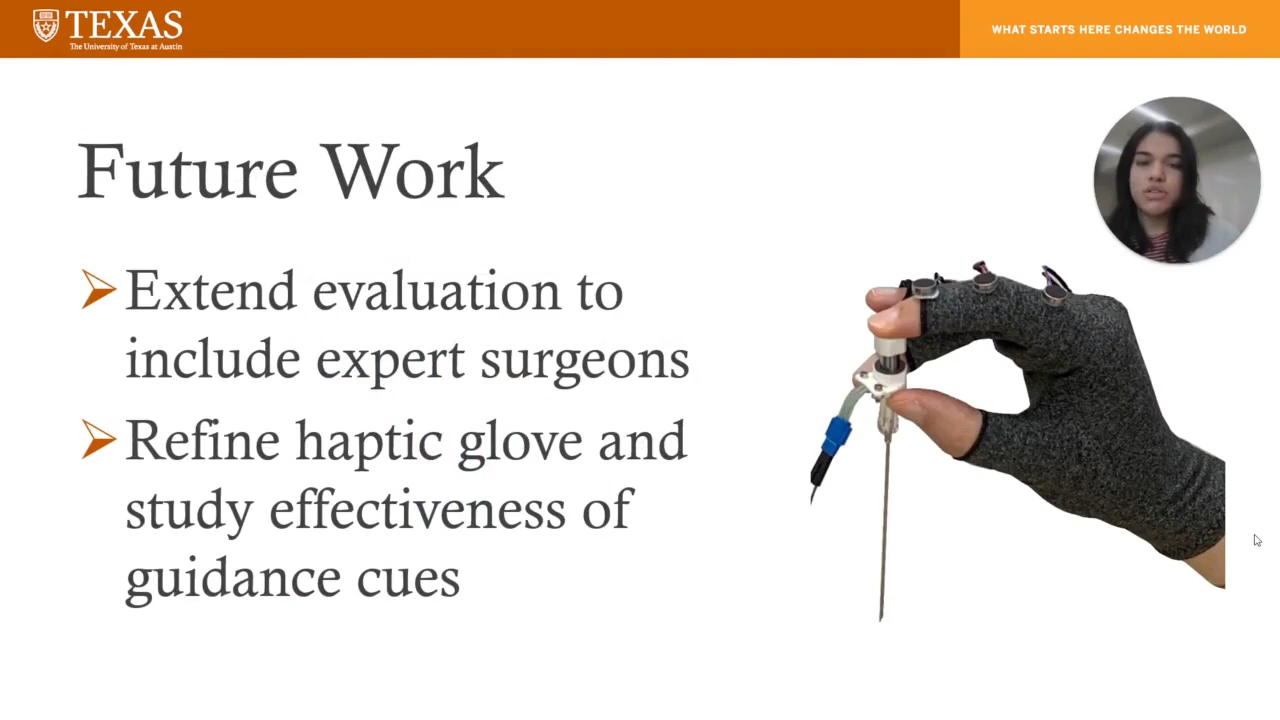 TEXAS
The University of Texas at Austin
WHAT STARTS HERE CHANGES THE WORLD
Future Work
Extend evaluation to
include expert surgeons
Refine haptic glove and
study effectiveness of
guidance cues